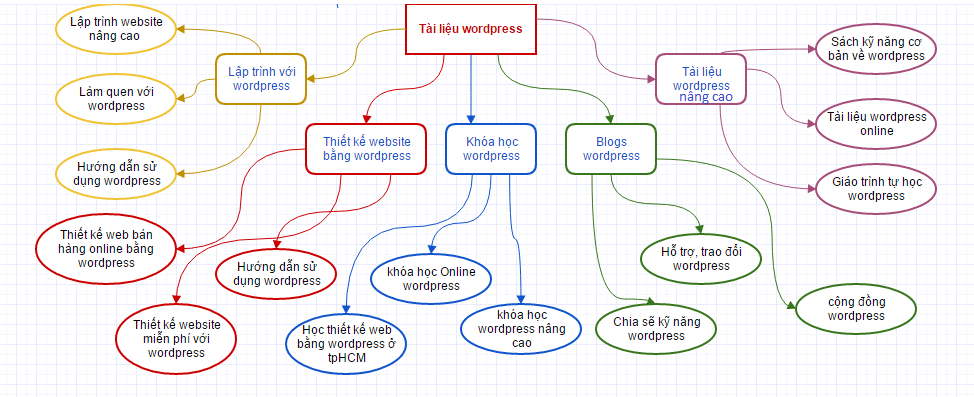 Tài liệu wordpress
Lập trình website
nâng cao
Lập trình với
wordpress
Làm quen với
wordpress
Hướng dẫn sử
dụng wordpress
Thiết kế website
bằng wordpress
Thiết kế web bán
hàng online bằng
wordpress
Hướng dẫn sử
dụng wordpress
Thiết kế website
miễn phí với
wordpress
Khóa học
wordpress
khóa học Online
wordpress
Học thiết kế web
bằng wordpress ở
tpHCM
khóa học
wordpress nâng
cao
Blogs
wordpress
Hỗ trợ, trao đổi
wordpress
Chia sẽ kỹ năng
wordpress
cộng đồng
wordpress
Tài liệu
wordpress
nâng cao
Sách kỹ năng cơ
bản về wordpress
Tài liệu wordpress
online
Giáo trình tự học
wordpress